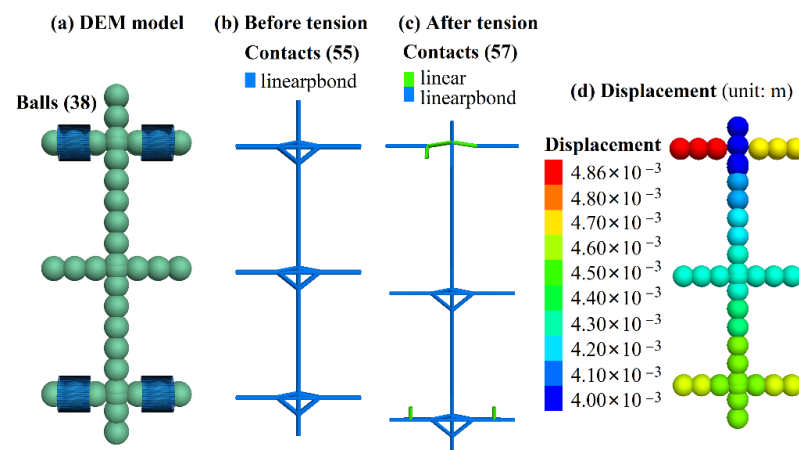 (a) DEM model
Balls (38)
(b) Before tension
Contacts (55)
linearpbond
(c) After tension
Contacts (57)
linear
linearpbond
(d) Displacement (unit: m)
Displacement
4.86×10⁻³
4.80×10⁻³
4.70×10⁻³
4.60×10⁻³
4.50×10⁻³
4.40×10⁻³
4.30×10⁻³
4.20×10⁻³
4.10×10⁻³
4.00×10⁻³